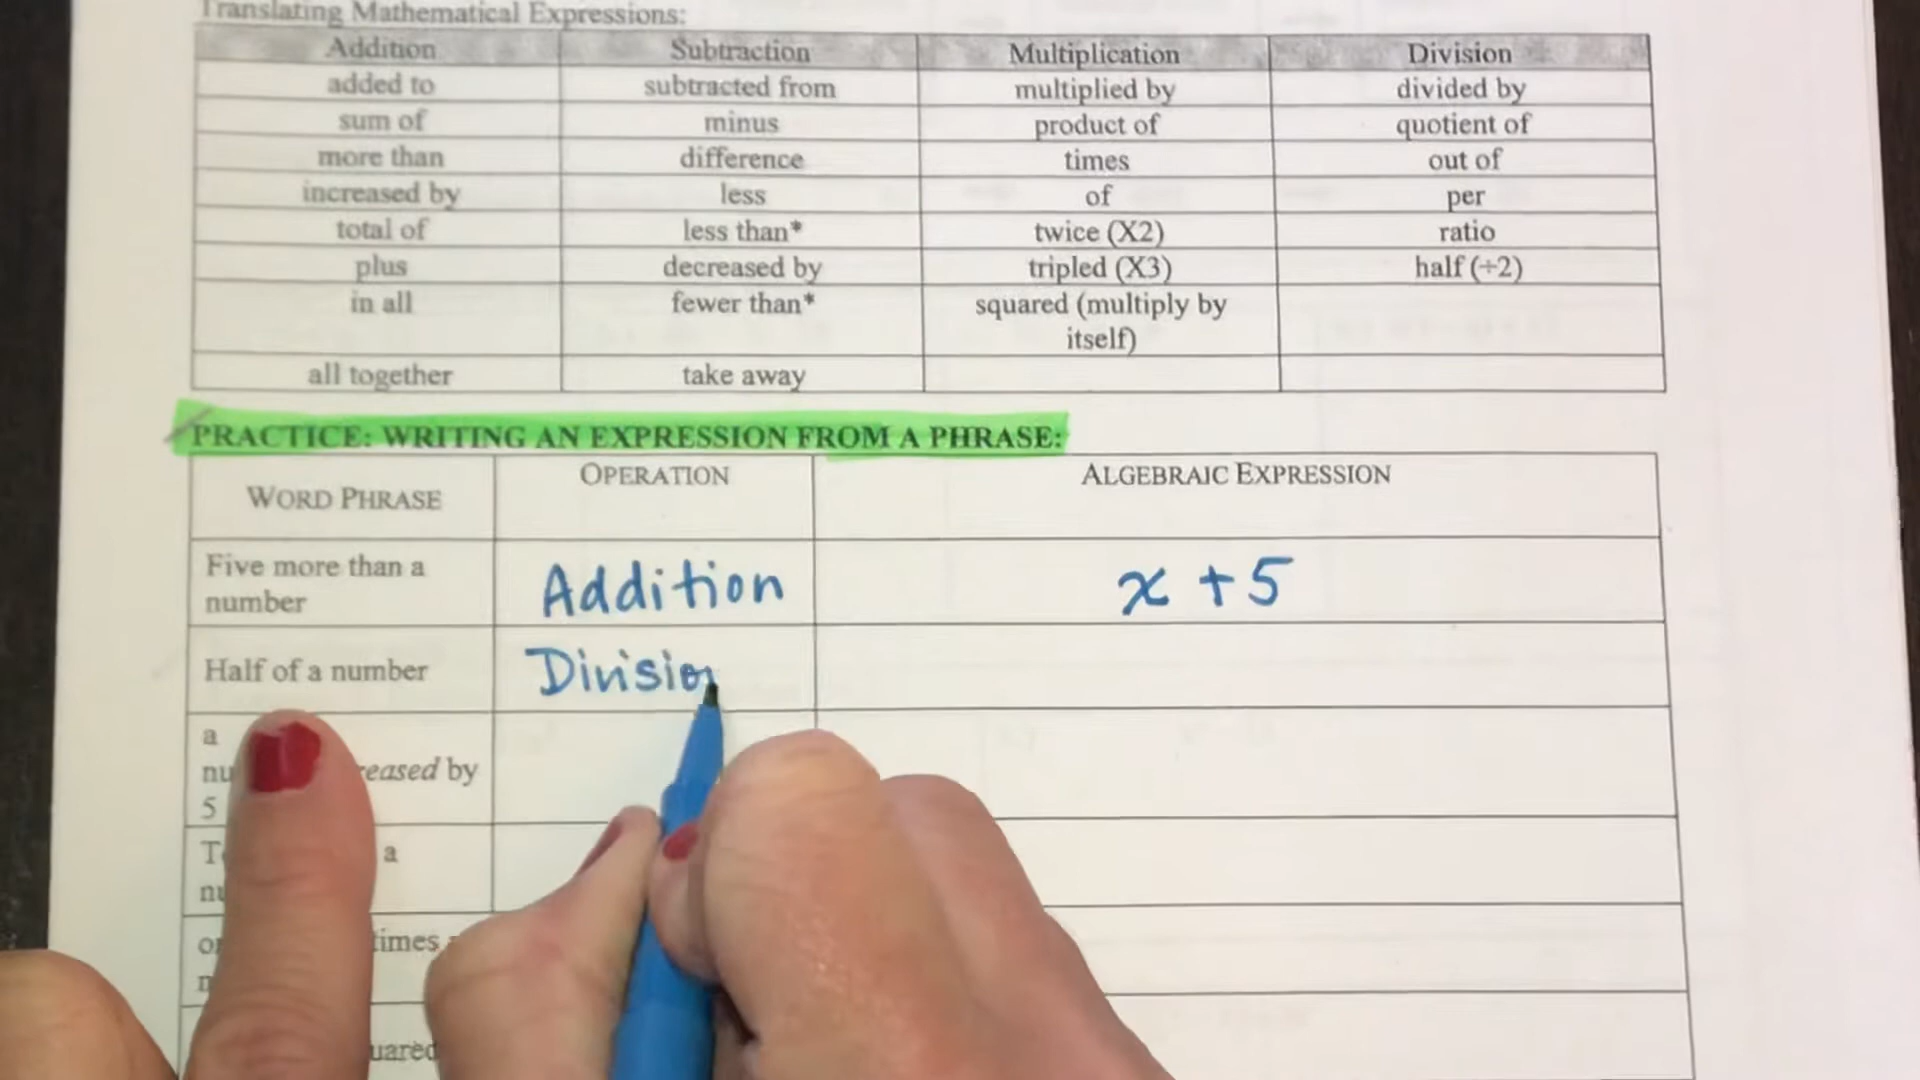 Translating Mathematical Expressions:
Addition Subtraction Multiplication Division
added to subtracted from multiplied by divided by
sum of minus product of quotient of
more than difference times out of
increased by less of per
total of less than* twice (X2) ratio
plus decreased by tripled (X3) half (÷2)
in all fewer than* squared (multiply by
itself)
all together take away
PRACTICE: WRITING AN EXPRESSION FROM A PHRASE:
WORD PHRASE OPERATION ALGEBRAIC EXPRESSION
Five more than a
number
Addition x + 5
Half of a number Division
a
by
5
a
times